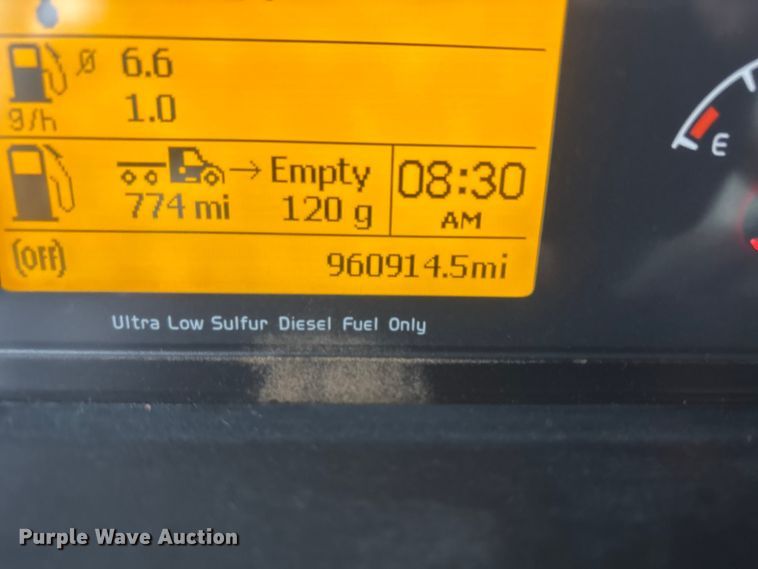 ø 6.6
g/h 1.0
→ Empty
774 mi 120 g
08:30
AM
(OFF)
960914.5mi
E
Ultra Low Sulfur Diesel Fuel Only
Purple Wave Auction